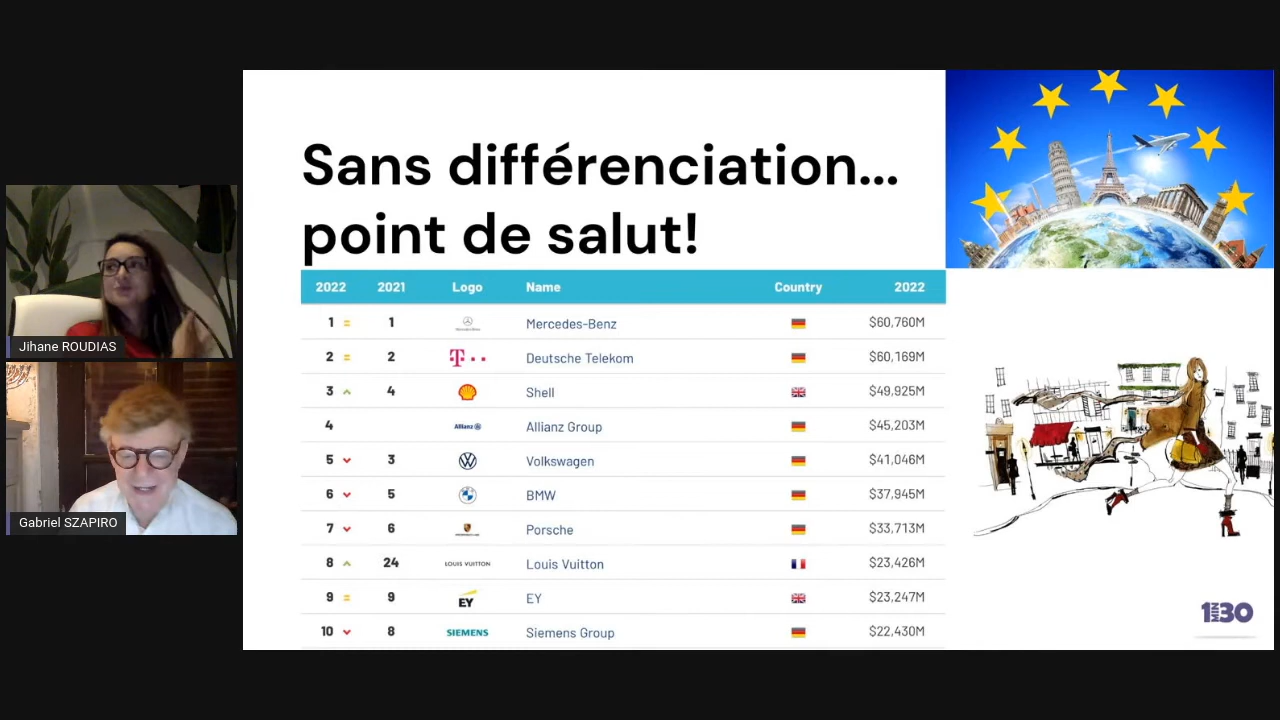 Sans différenciation...
point de salut!
2022 2021 Logo Name Country 2022
1 = 1 Mercedes-Benz Mercedes-Benz $60,760M
2 = 2 T Deutsche Telekom $60,169M
3 4 Shell $49,925M
4 Allianz Allianz Group $45,203M
5 3 Volkswagen $41,046M
6 5 BMW $37,945M
7 6 Porsche $33,713M
8 24 LOUIS VUITTON Louis Vuitton $23,426M
9 = 9 EY EY $23,247M
10 8 SIEMENS Siemens Group $22,430M
Jihane ROUDIAS
Gabriel SZAPIRO
1MIN30